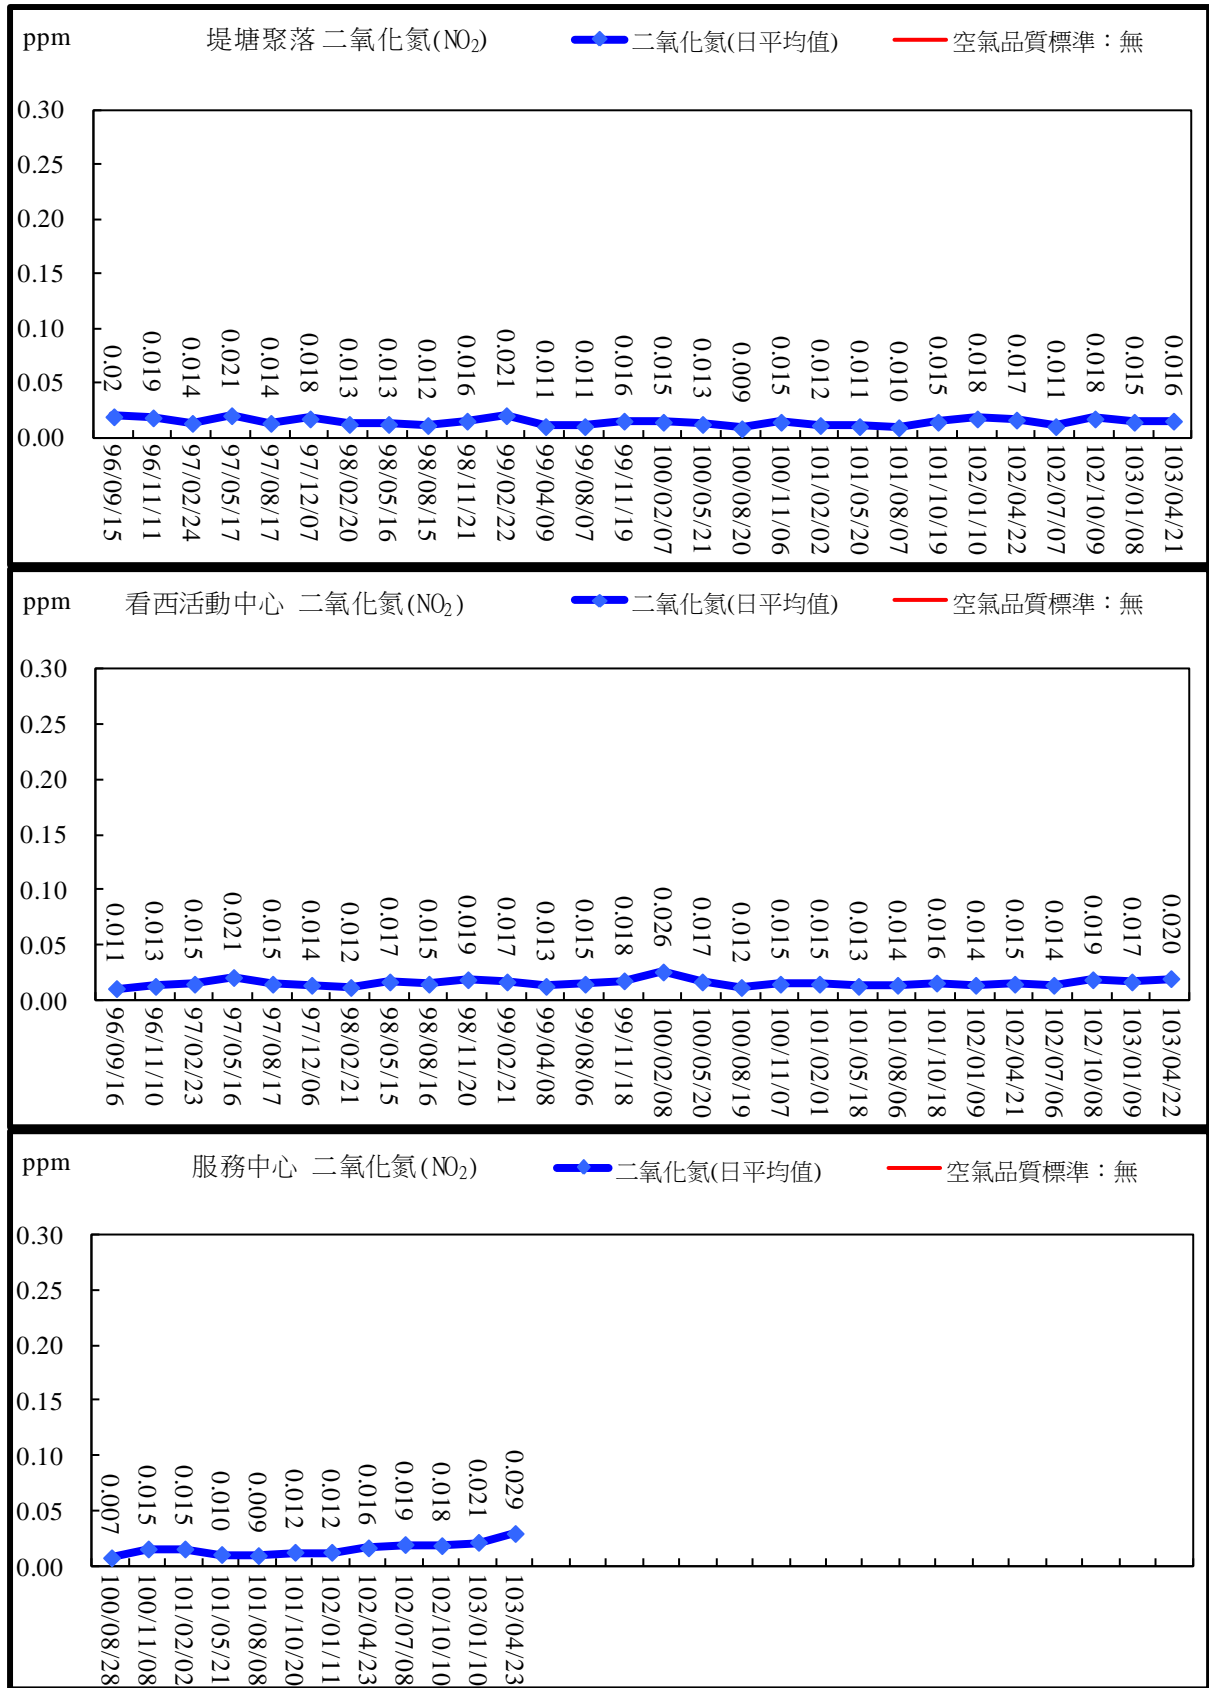 ppm 堤塘聚落 二氧化氮(NO₂) 二氧化氮(日平均值) 空氣品質標準：無
0.30
0.25
0.20
0.15
0.10
0.05
0.00
0.02 0.019 0.014 0.021 0.014 0.018 0.013 0.013 0.012 0.016 0.021 0.011 0.011 0.016 0.015 0.013 0.009 0.015 0.012 0.011 0.010 0.015 0.018 0.017 0.011 0.018 0.015 0.016
96/09/15 96/11/11 97/02/24 97/05/17 97/08/17 97/12/07 98/02/20 98/05/16 98/08/15 98/11/21 99/02/22 99/04/09 99/08/07 99/11/19 100/02/07 100/05/21 100/08/20 100/11/06 101/02/02 101/05/20 101/08/07 101/10/19 102/01/10 102/04/22 102/07/07 102/10/09 103/01/08 103/04/21
ppm 看西活動中心 二氧化氮(NO₂) 二氧化氮(日平均值) 空氣品質標準：無
0.30
0.25
0.20
0.15
0.10
0.05
0.00
0.011 0.013 0.015 0.021 0.015 0.014 0.012 0.017 0.015 0.019 0.017 0.013 0.015 0.018 0.026 0.017 0.012 0.015 0.015 0.013 0.014 0.016 0.014 0.015 0.014 0.019 0.017 0.020
96/09/16 96/11/10 97/02/23 97/05/16 97/08/17 97/12/06 98/02/21 98/05/15 98/08/16 98/11/20 99/02/21 99/04/08 99/08/06 99/11/18 100/02/08 100/05/20 100/08/19 100/11/07 101/02/01 101/05/18 101/08/06 101/10/18 102/01/09 102/04/21 102/07/06 102/10/08 103/01/09 103/04/22
ppm 服務中心 二氧化氮(NO₂) 二氧化氮(日平均值) 空氣品質標準：無
0.30
0.25
0.20
0.15
0.10
0.05
0.00
0.007 0.015 0.015 0.010 0.009 0.012 0.012 0.016 0.019 0.018 0.021 0.029
100/08/28 100/11/08 101/02/02 101/05/21 101/08/08 101/10/20 102/01/11 102/04/23 102/07/08 102/10/10 103/01/10 103/04/23